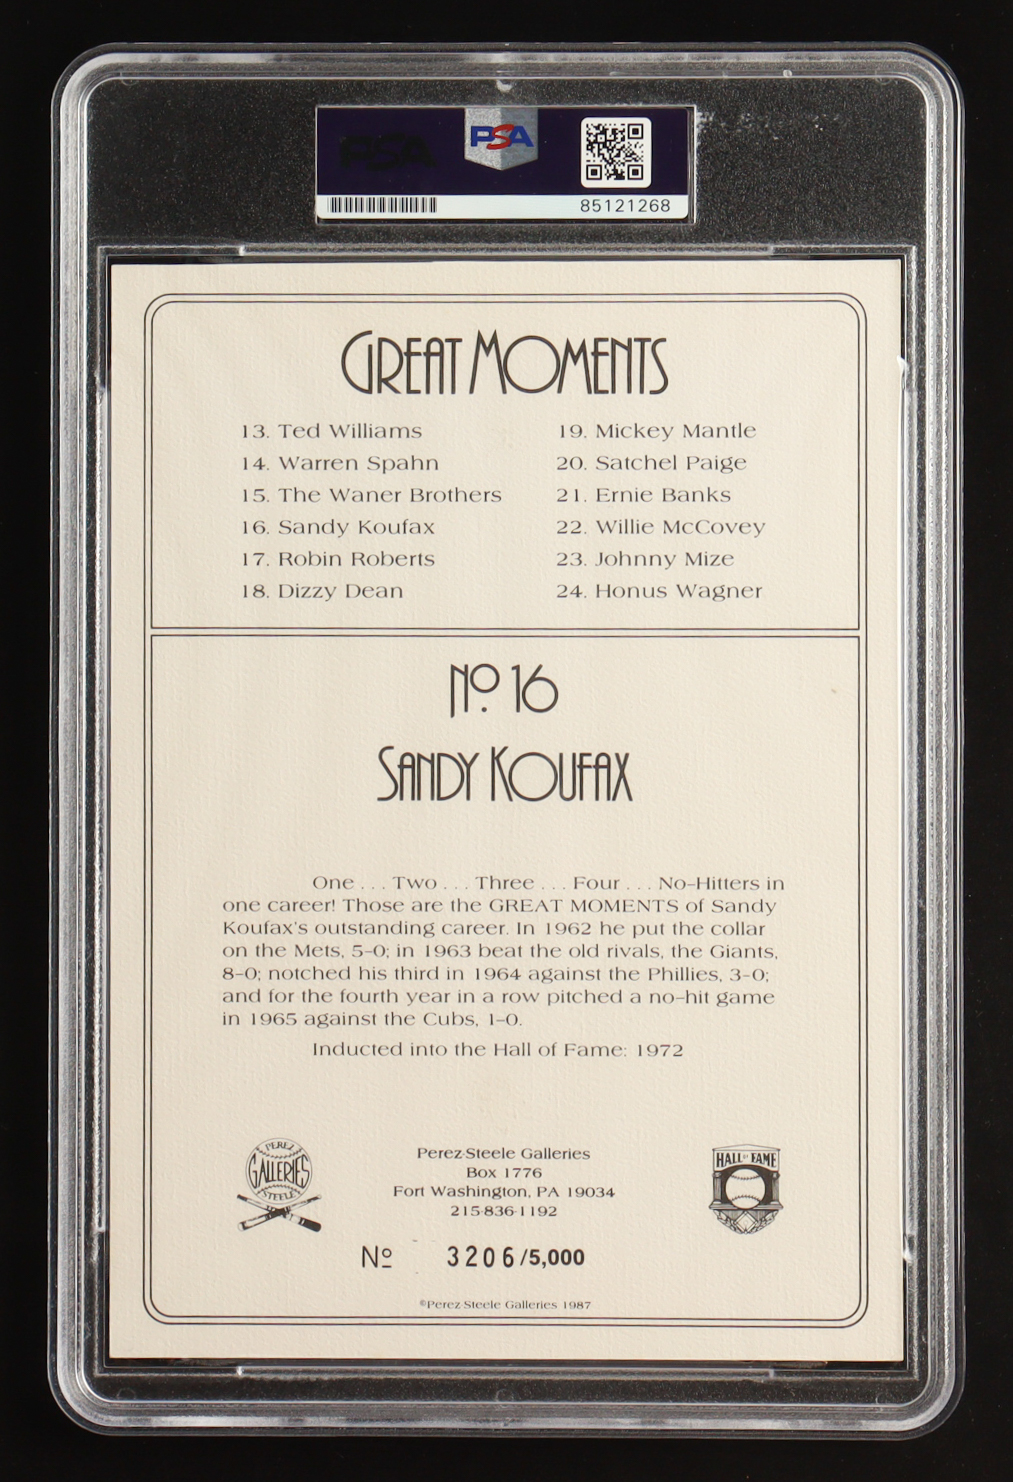 PSA
PSA
85121268
GREAT MOMENTS
13. Ted Williams
14. Warren Spahn
15. The Waner Brothers
16. Sandy Koufax
17. Robin Roberts
18. Dizzy Dean
19. Mickey Mantle
20. Satchel Paige
21. Ernie Banks
22. Willie McCovey
23. Johnny Mize
24. Honus Wagner
Nº. 16
SANDY KOUFAX
One . . . Two . . . Three . . . Four . . . No-Hitters in
one career! Those are the GREAT MOMENTS of Sandy
Koufax's outstanding career. In 1962 he put the collar
on the Mets, 5-0; in 1963 beat the old rivals, the Giants,
8-0; notched his third in 1964 against the Phillies, 3-0;
and for the fourth year in a row pitched a no-hit game
in 1965 against the Cubs, 1-0.
Inducted into the Hall of Fame: 1972
PEREZ
GALLERIES
STEELE
Perez-Steele Galleries
Box 1776
Fort Washington, PA 19034
215-836-1192
HALL OF FAME
Nº 3206/5,000
©Perez-Steele Galleries 1987